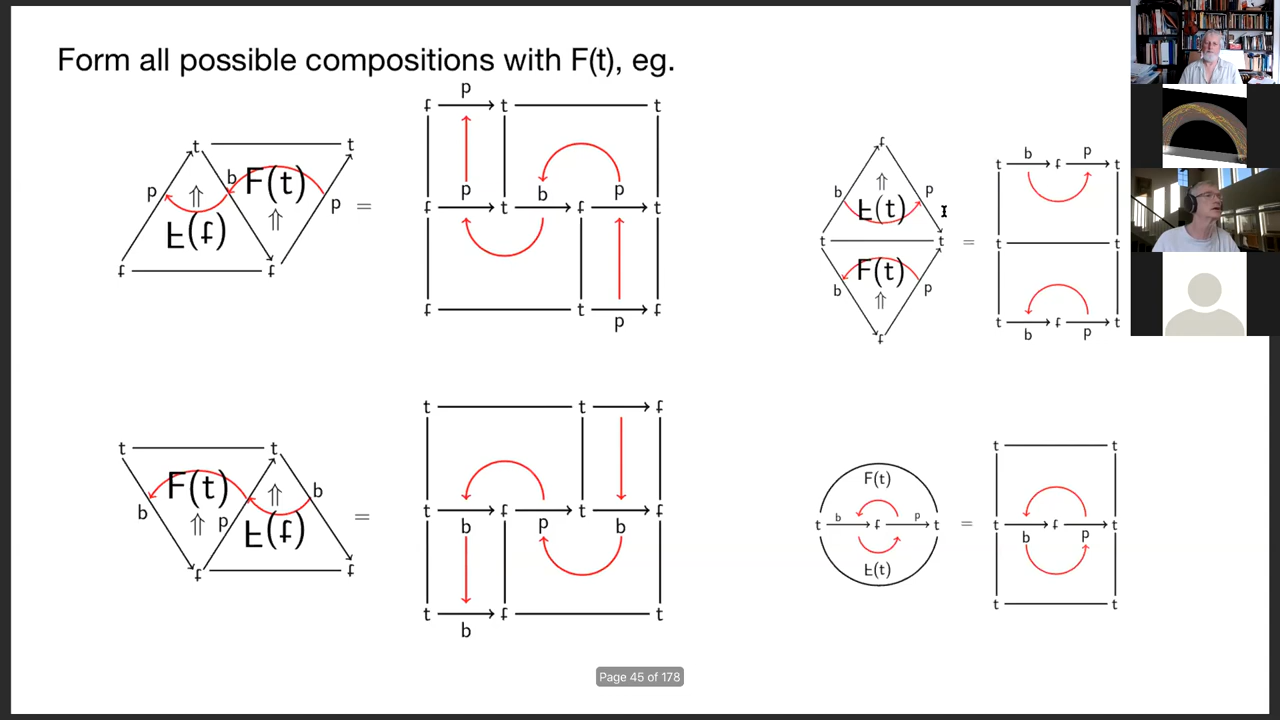 Form all possible compositions with F(t), eg.
t t
p b F(t) p
Ⅎ(ɟ)
ɟ ɟ
=
p
ɟ t t
p b p
ɟ t ɟ t
ɟ t ɟ
p
ɟ
b Ⅎ(t) p
t t
b F(t) p
ɟ
=
b p
t ɟ t
t t
t ɟ t
b p
t t
b F(t) p b
Ⅎ(ɟ)
ɟ ɟ
=
t t ɟ
t ɟ t ɟ
b p b
t ɟ t
b
F(t)
b p
t ɟ t
Ⅎ(t)
=
t t
t ɟ t
b p
t t
Page 45 of 178